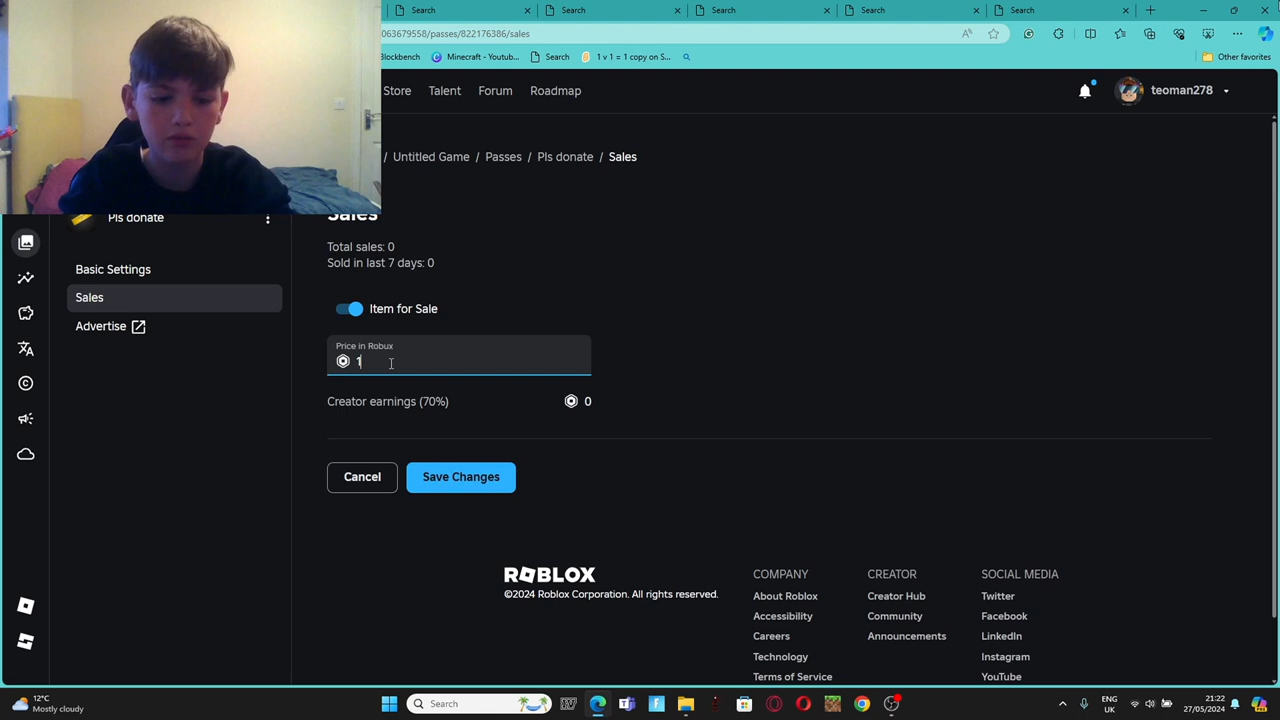 Search
Search
Search
Search
Search
063679558/passes/822176386/sales
Blockbench
Minecraft - Youtub...
Search
1 v 1 = 1 copy on S...
Other favorites
Store
Talent
Forum
Roadmap
teoman278
/ Untitled Game / Passes / Pls donate / Sales
Pls donate
Sales
Total sales: 0
Sold in last 7 days: 0
Basic Settings
Sales
Advertise
Item for Sale
Price in Robux
1
Creator earnings (70%)
0
Cancel
Save Changes
ROBLOX
©2024 Roblox Corporation. All rights reserved.
COMPANY
About Roblox
Accessibility
Careers
Technology
Terms of Service
CREATOR
Creator Hub
Community
Announcements
SOCIAL MEDIA
Twitter
Facebook
LinkedIn
Instagram
YouTube
12°C
Mostly cloudy
Search
ENG
UK
21:22
27/05/2024